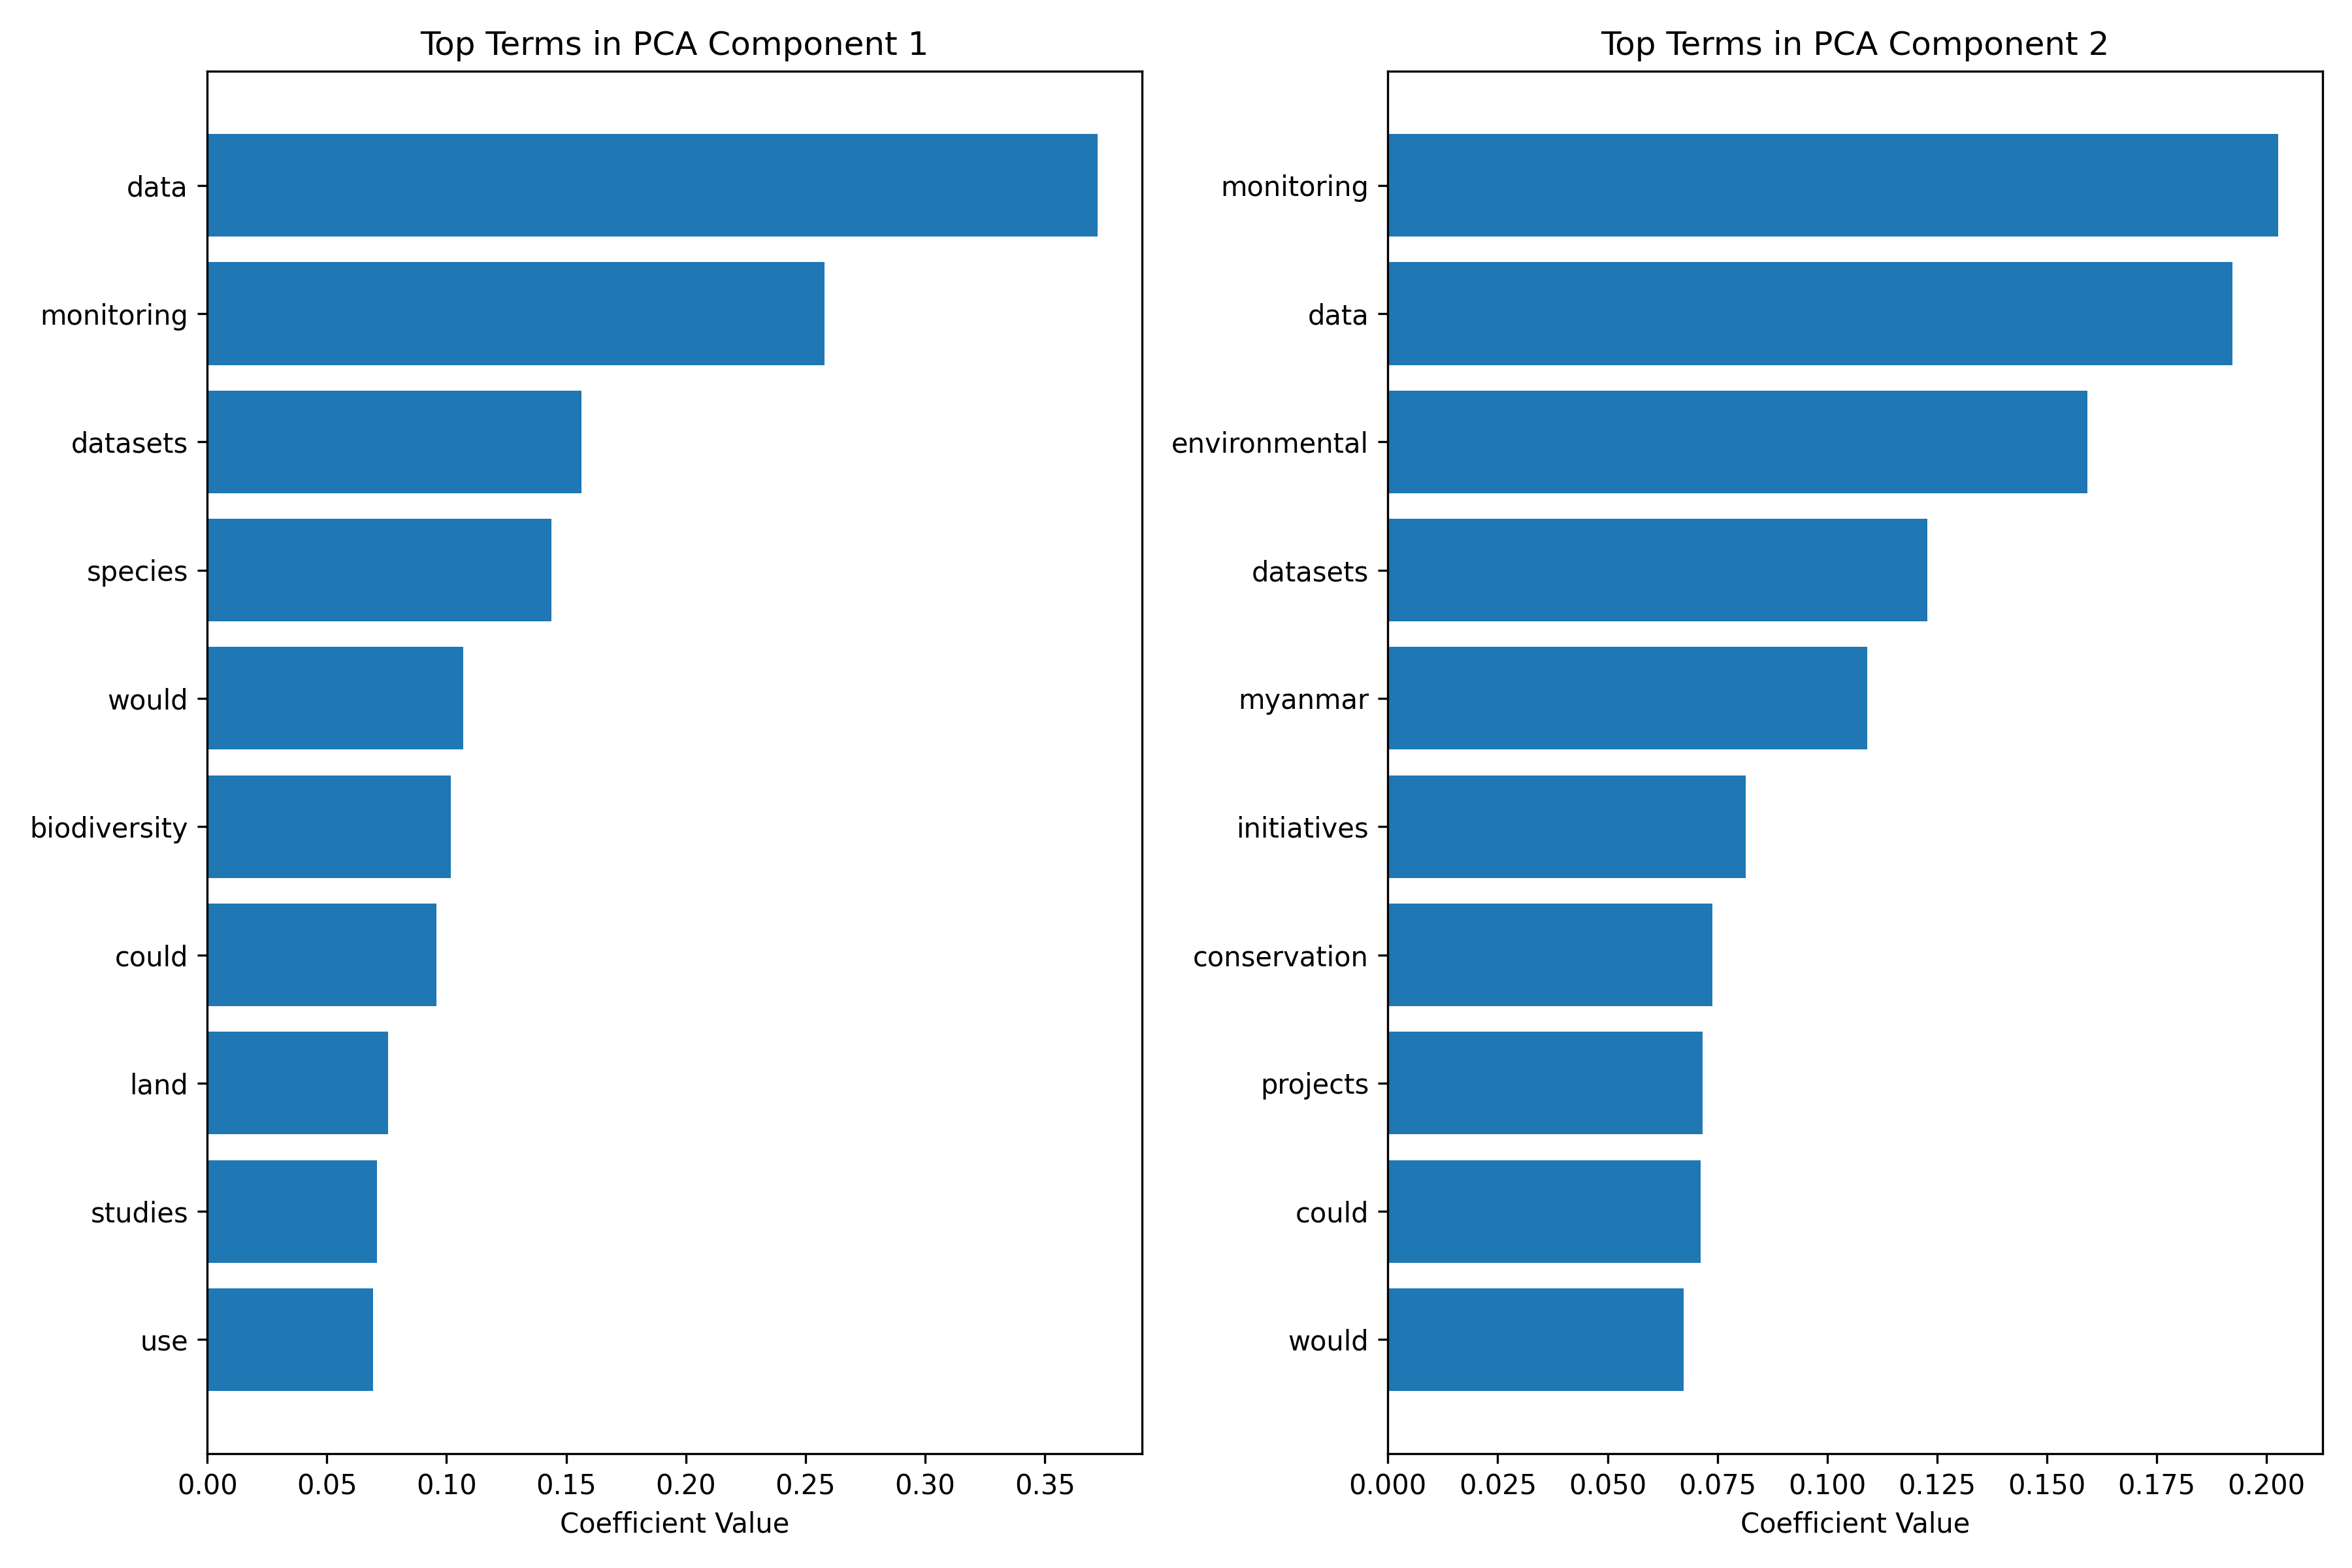 Top Terms in PCA Component 1
data
monitoring
datasets
species
would
biodiversity
could
land
studies
use
0.00 0.05 0.10 0.15 0.20 0.25 0.30 0.35
Coefficient Value
Top Terms in PCA Component 2
monitoring
data
environmental
datasets
myanmar
initiatives
conservation
projects
could
would
0.000 0.025 0.050 0.075 0.100 0.125 0.150 0.175 0.200
Coefficient Value